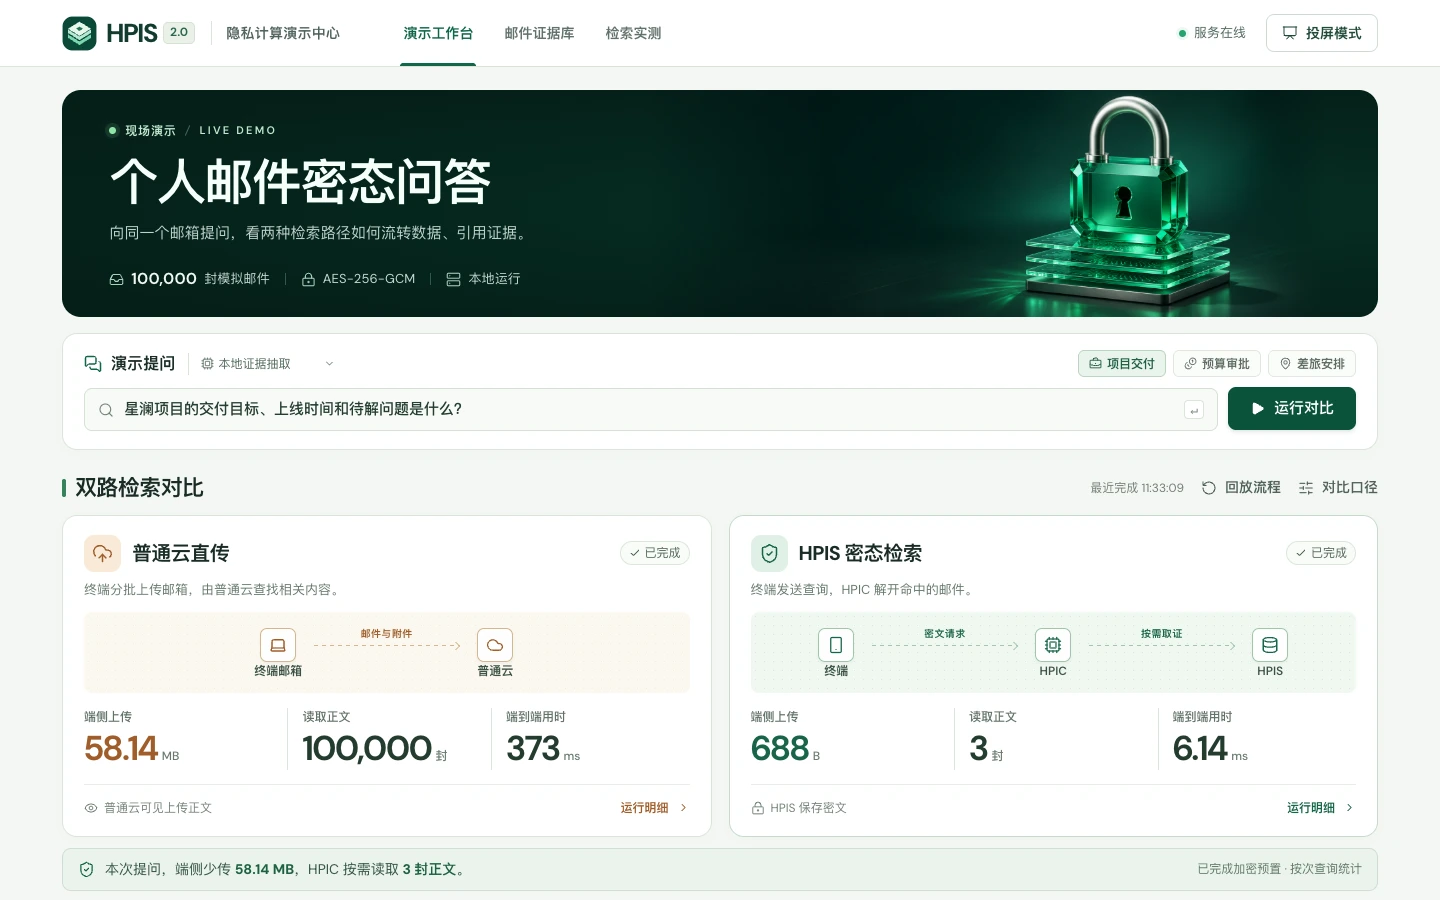 HPIS 2.0 隐私计算演示中心 演示工作台 邮件证据库 检索实测 服务在线 投屏模式
现场演示 / LIVE DEMO
个人邮件密态问答
向同一个邮箱提问，看两种检索路径如何流转数据、引用证据。
100,000 封模拟邮件 AES-256-GCM 本地运行
演示提问 本地证据抽取 项目交付 预算审批 差旅安排
星澜项目的交付目标、上线时间和待解问题是什么？ 运行对比
双路检索对比 最近完成 11:33:09 回放流程 对比口径
普通云直传 已完成
终端分批上传邮箱，由普通云查找相关内容。
邮件与附件
终端邮箱 普通云
端侧上传 读取正文 端到端用时
58.14 MB 100,000 封 373 ms
普通云可见上传正文 运行明细
HPIS 密态检索 已完成
终端发送查询，HPIC 解开命中的邮件。
密文请求 按需取证
终端 HPIC HPIS
端侧上传 读取正文 端到端用时
688 B 3 封 6.14 ms
HPIS 保存密文 运行明细
本次提问，端侧少传 58.14 MB，HPIC 按需读取 3 封正文。 已完成加密预置 · 按次查询统计